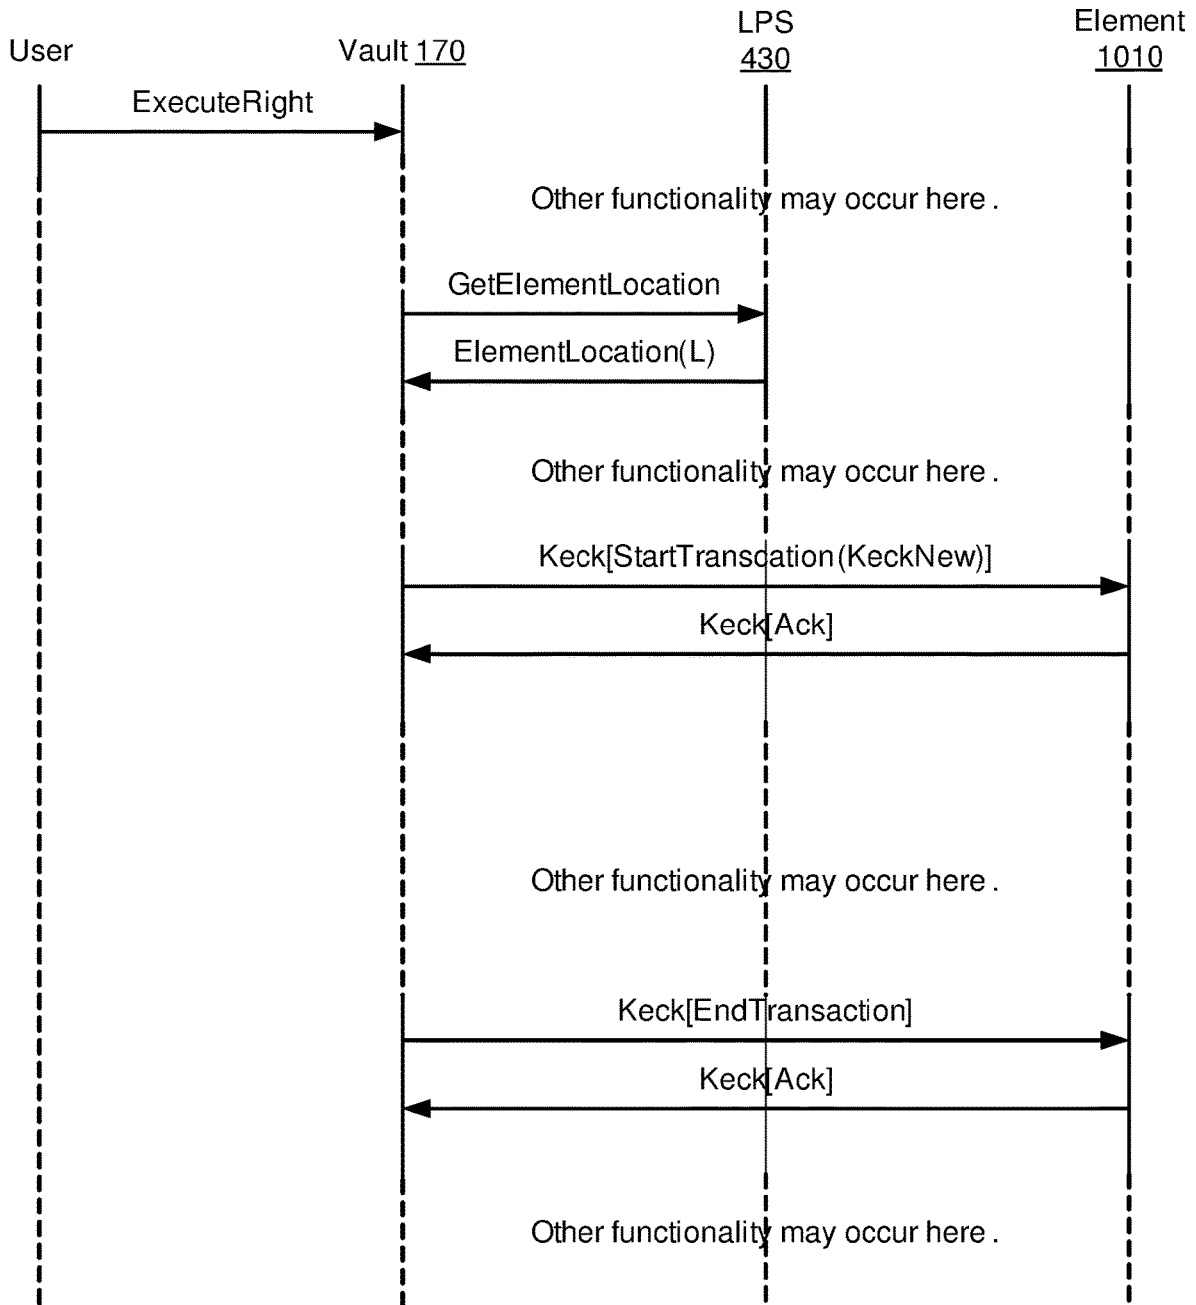 User
Vault 170
LPS
430
Element
1010
ExecuteRight
Other functionality may occur here .
GetElementLocation
ElementLocation(L)
Other functionality may occur here .
Keck[StartTranscation(KeckNew)]
Keck[Ack]
Other functionality may occur here .
Keck[EndTransaction]
Keck[Ack]
Other functionality may occur here .